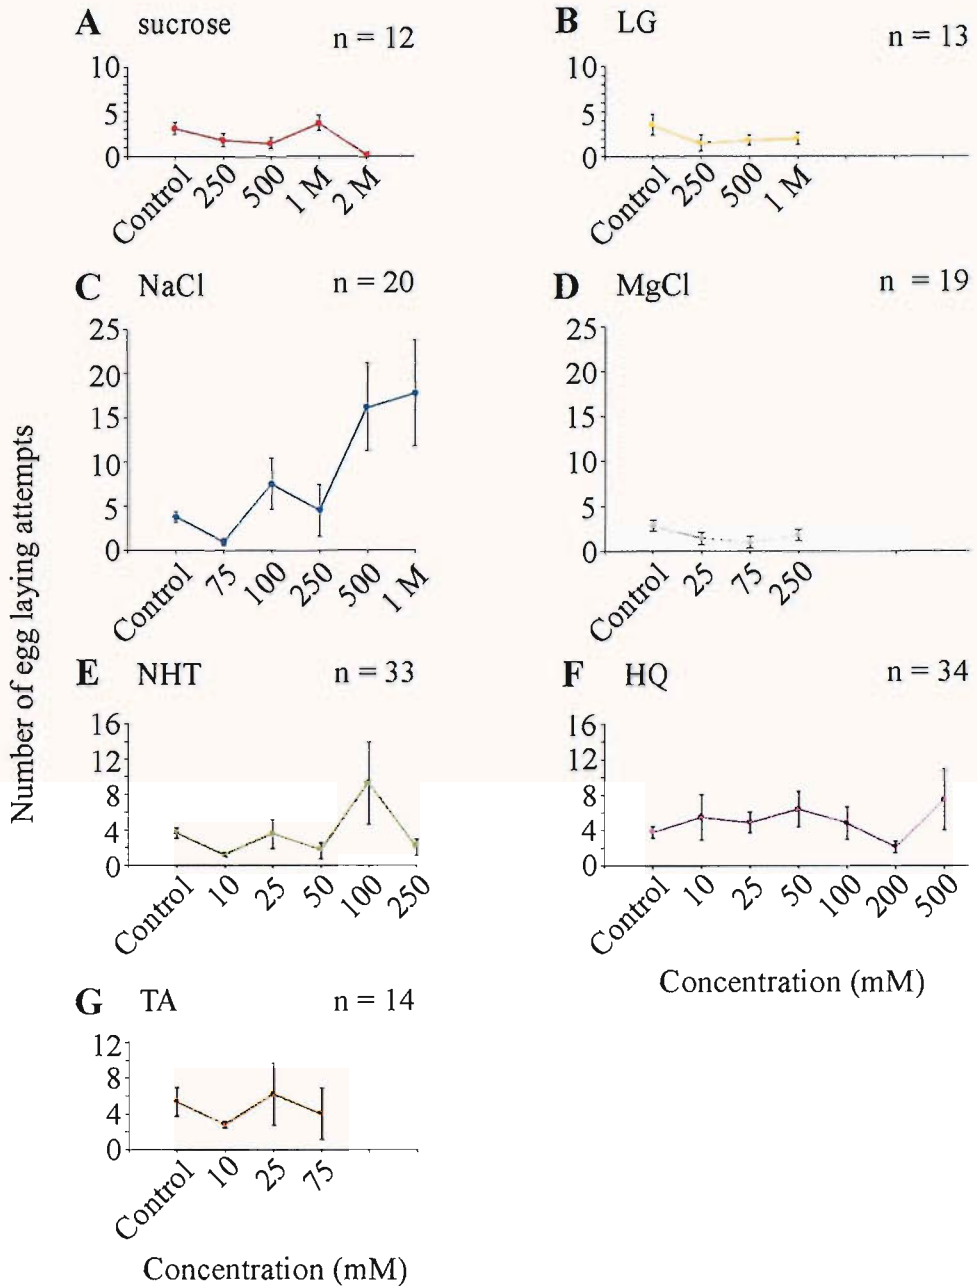 A sucrose n = 12
10
5
0
Control 250 500 1 M 2 M
B LG n = 13
10
5
0
Control 250 500 1 M
C NaCl n = 20
25
20
15
10
5
0
Control 75 100 250 500 1 M
D MgCl n = 19
25
20
15
10
5
0
Control 25 75 250
Number of egg laying attempts
E NHT n = 33
16
12
8
4
0
Control 10 25 50 100 250
F HQ n = 34
16
12
8
4
0
Control 10 25 50 100 200 500
Concentration (mM)
G TA n = 14
12
8
4
0
Control 10 25 75
Concentration (mM)